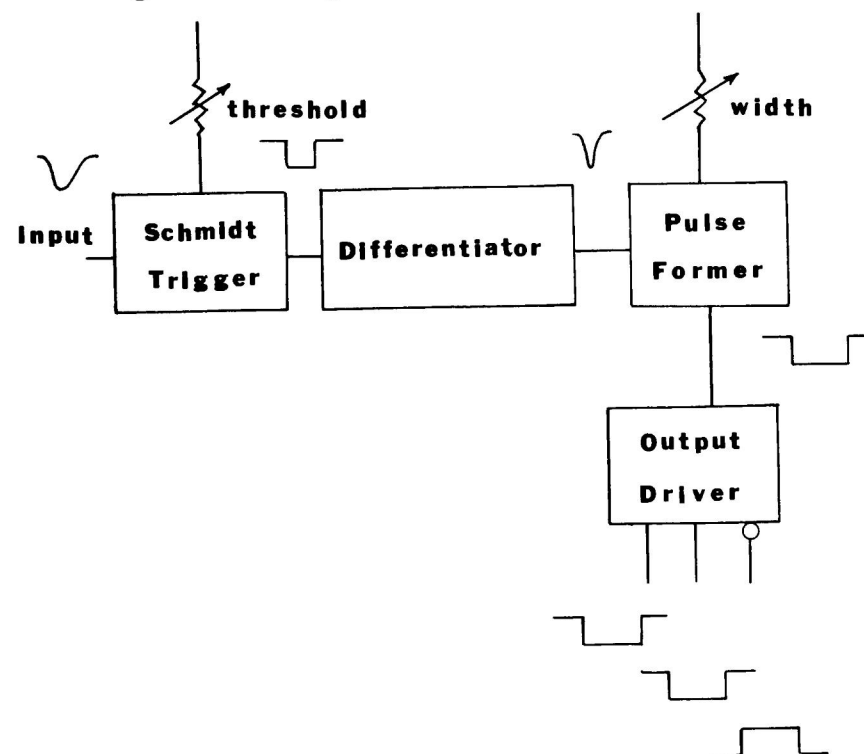 threshold
width
Input
Schmidt
Trigger
Differentiator
Pulse
Former
Output
Driver